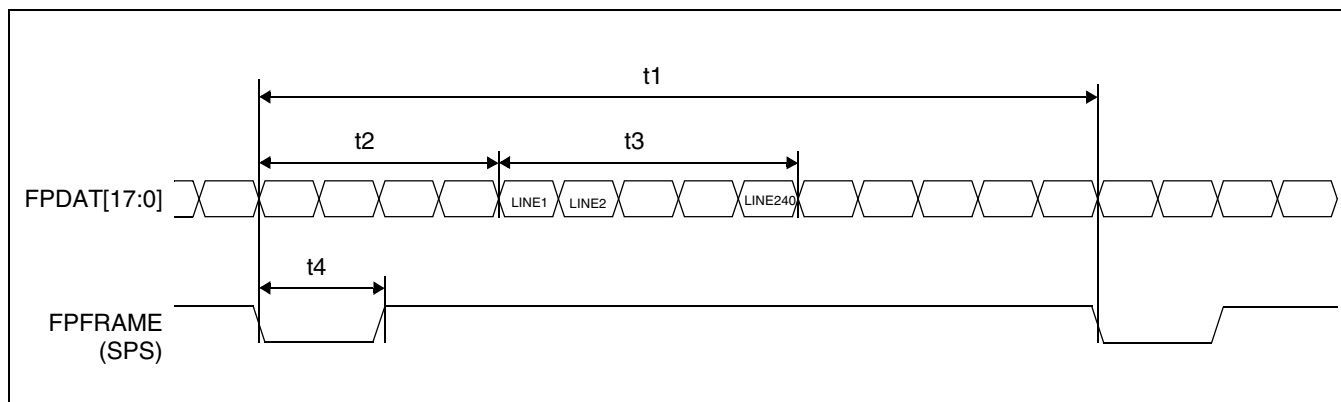 t1
t2
t3
FPDAT[17:0]
LINE1
LINE2
LINE240
t4
FPFRAME
(SPS)